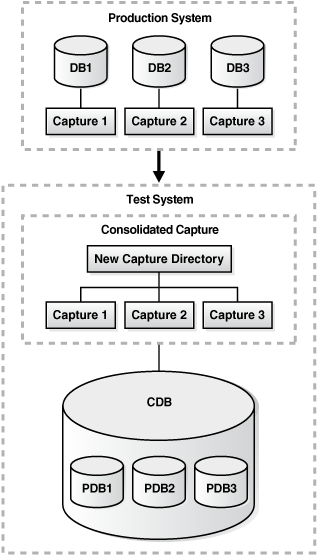 Production System
DB1 DB2 DB3
Capture 1 Capture 2 Capture 3
Test System
Consolidated Capture
New Capture Directory
Capture 1 Capture 2 Capture 3
CDB
PDB1 PDB2 PDB3